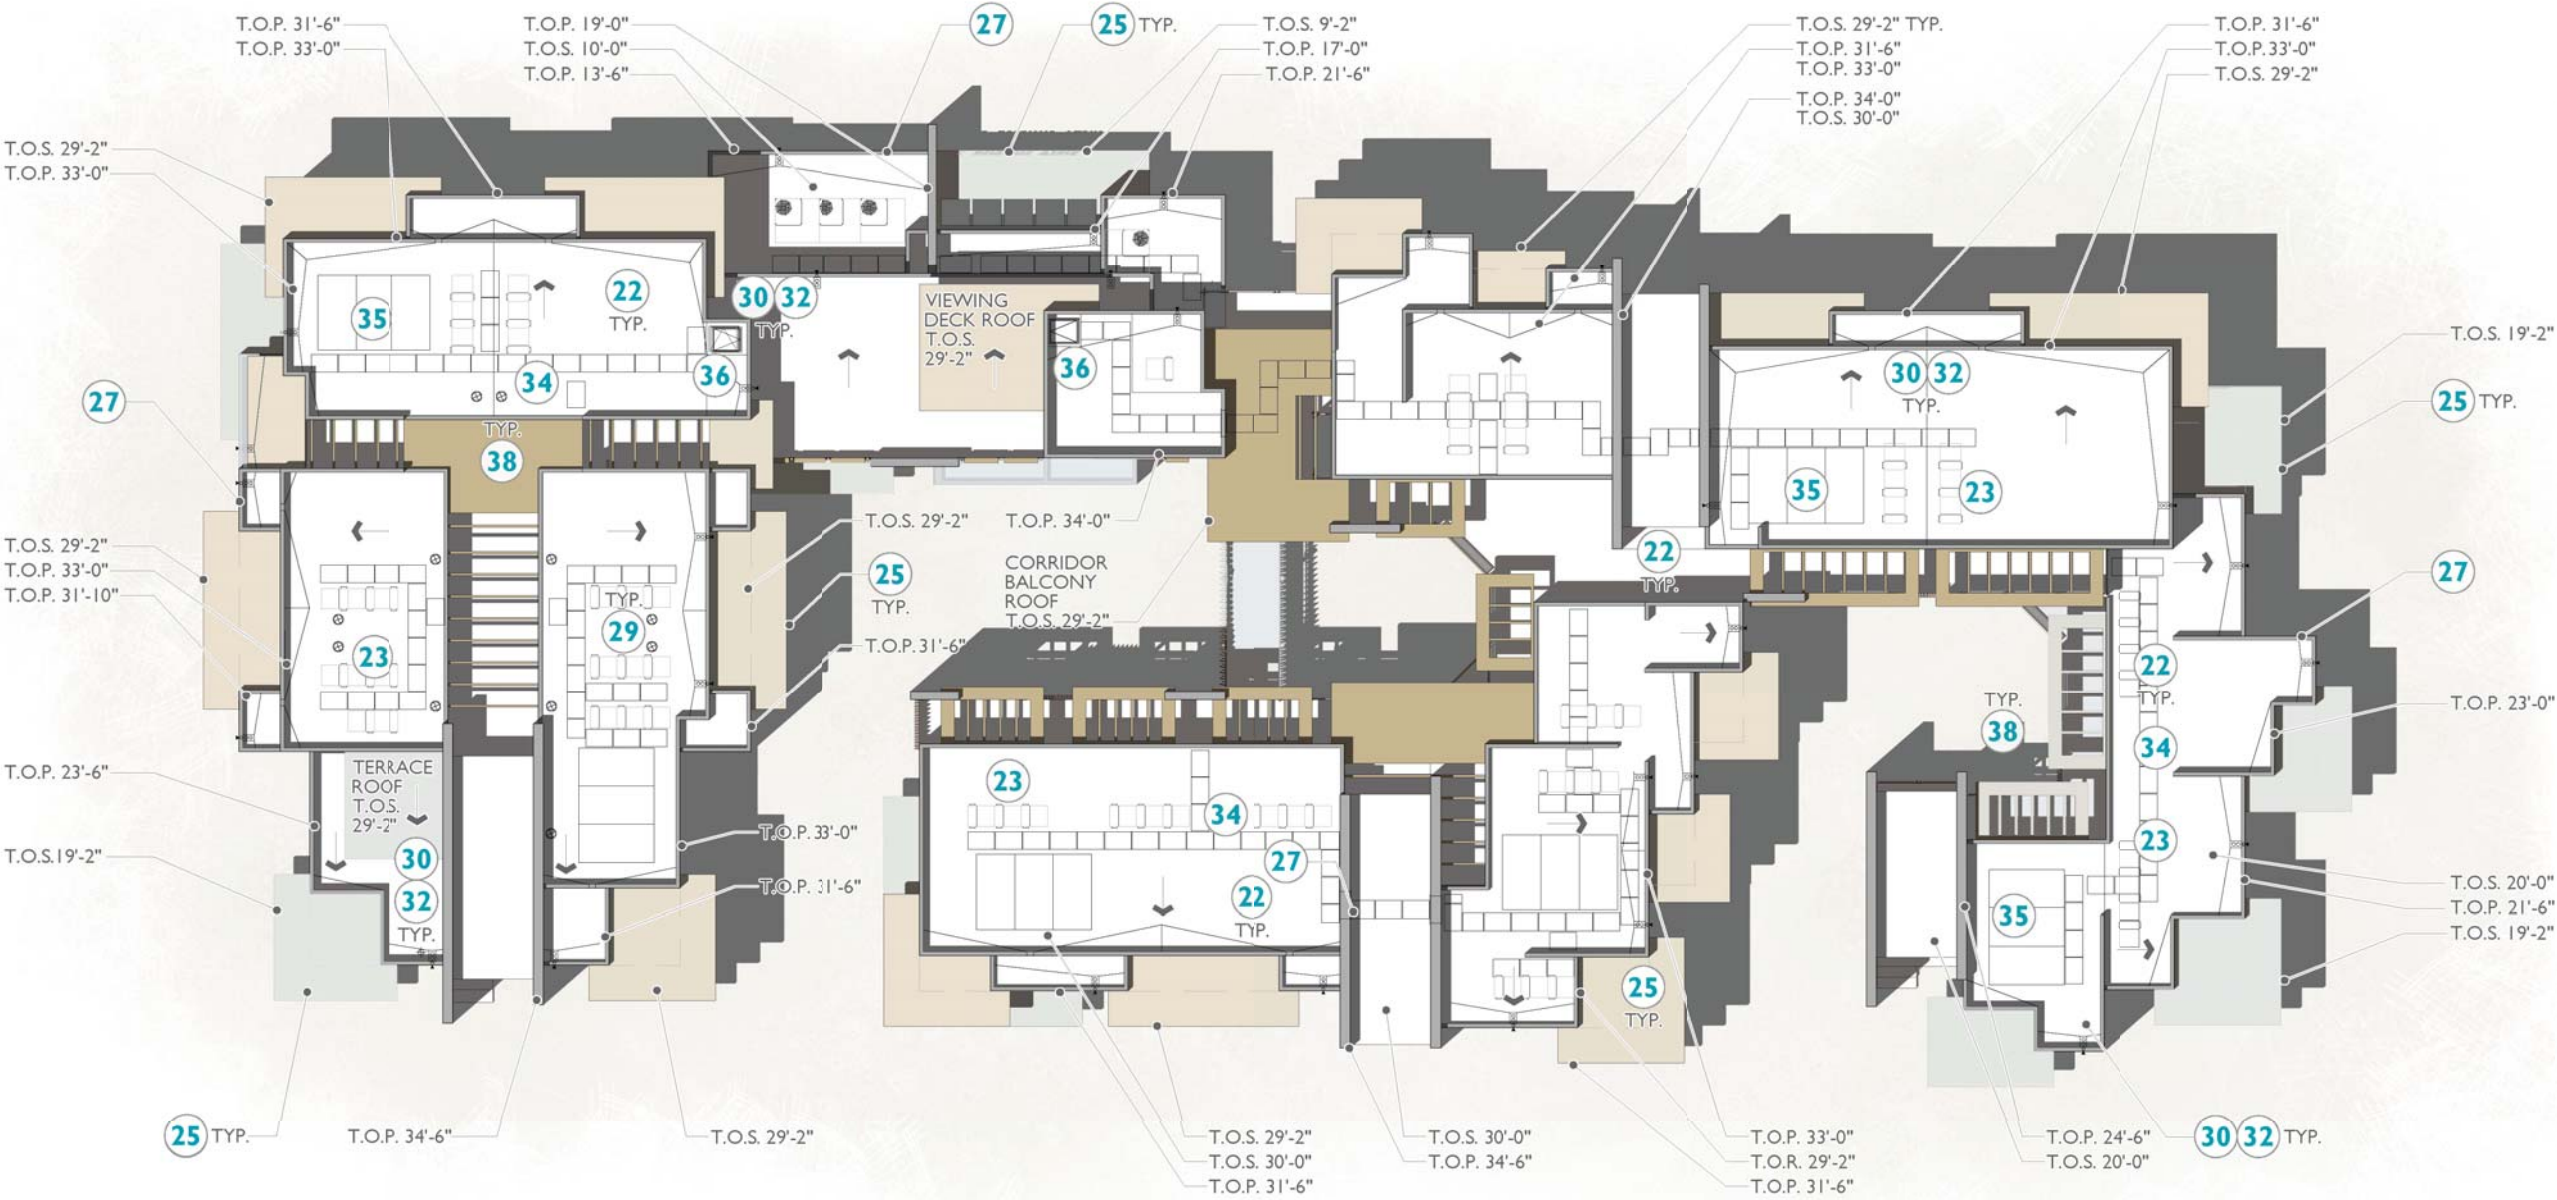 T.O.P. 31'-6"
T.O.P. 33'-0"
T.O.P. 19'-0"
T.O.S. 10'-0"
T.O.P. 13'-6"
27
25 TYP.
T.O.S. 9'-2"
T.O.P. 17'-0"
T.O.P. 21'-6"
T.O.S. 29'-2" TYP.
T.O.P. 31'-6"
T.O.P. 33'-0"
T.O.P. 34'-0"
T.O.S. 30'-0"
T.O.P. 31'-6"
T.O.P. 33'-0"
T.O.S. 29'-2"
T.O.S. 29'-2"
T.O.P. 33'-0"
22
TYP.
35
30 32
TYP.
VIEWING
DECK ROOF
T.O.S.
29'-2"
36
34
36
30 32
TYP.
T.O.S. 19'-2"
25 TYP.
27
TYP.
38
35
23
T.O.S. 29'-2"
T.O.P. 34'-0"
T.O.S. 29'-2"
T.O.P. 33'-0"
T.O.P. 31'-10"
25
TYP.
CORRIDOR
BALCONY
ROOF
T.O.S. 29'-2"
22
TYP.
27
TYP.
29
23
T.O.P. 31'-6"
22
TYP.
T.O.P. 23'-0"
TYP.
38
34
T.O.P. 23'-6"
TERRACE
ROOF
T.O.S.
29'-2"
23
34
T.O.P. 33'-0"
23
T.O.S. 19'-2"
30
32
TYP.
27
22
TYP.
T.O.P. 31'-6"
35
T.O.S. 20'-0"
T.O.P. 21'-6"
T.O.S. 19'-2"
25
TYP.
25 TYP.
T.O.P. 34'-6"
T.O.S. 29'-2"
T.O.S. 29'-2"
T.O.S. 30'-0"
T.O.P. 31'-6"
T.O.S. 30'-0"
T.O.P. 34'-6"
T.O.P. 33'-0"
T.O.R. 29'-2"
T.O.P. 31'-6"
T.O.P. 24'-6"
T.O.S. 20'-0"
30 32 TYP.